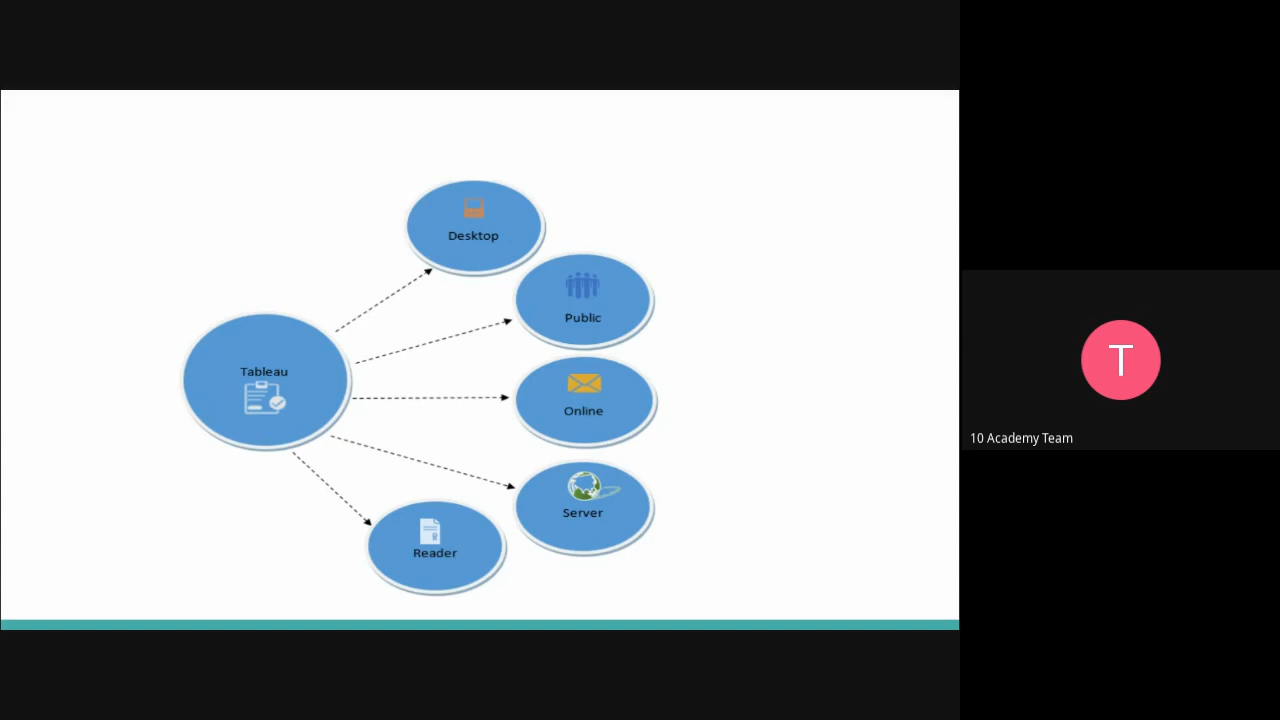 Desktop
Public
Tableau
Online
Server
Reader
T
10 Academy Team